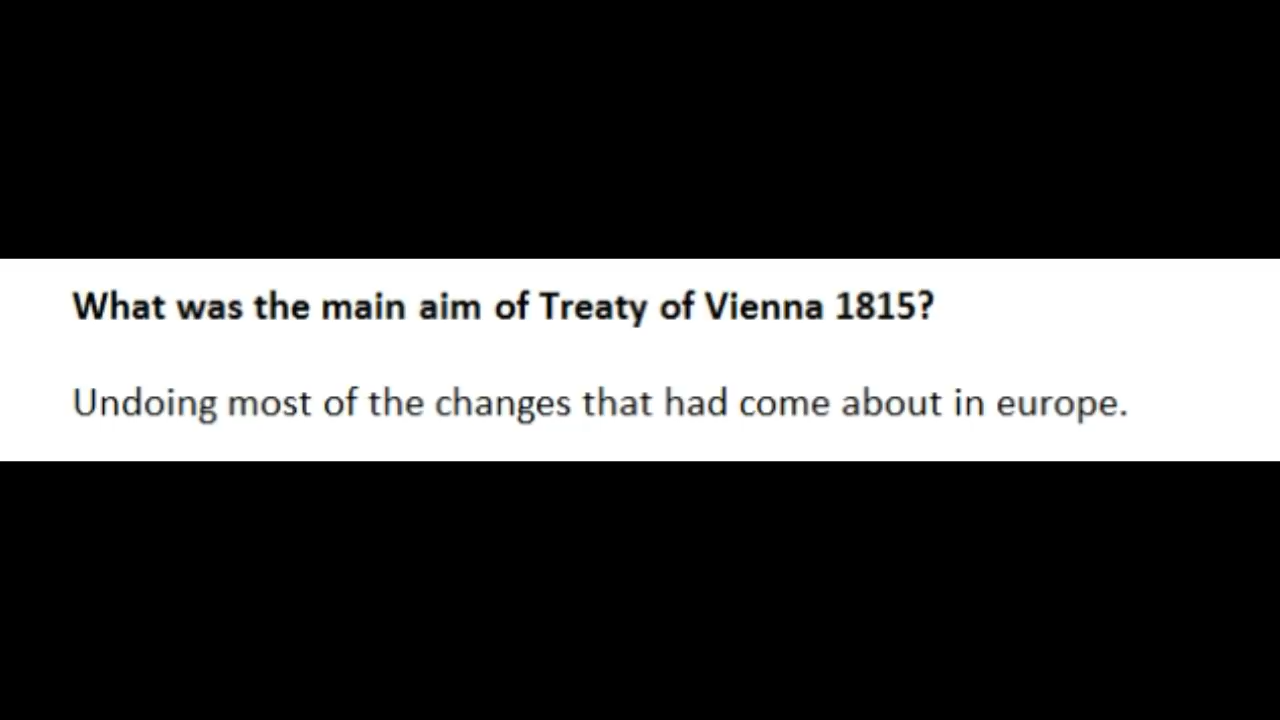 What was the main aim of Treaty of Vienna 1815?
Undoing most of the changes that had come about in europe.